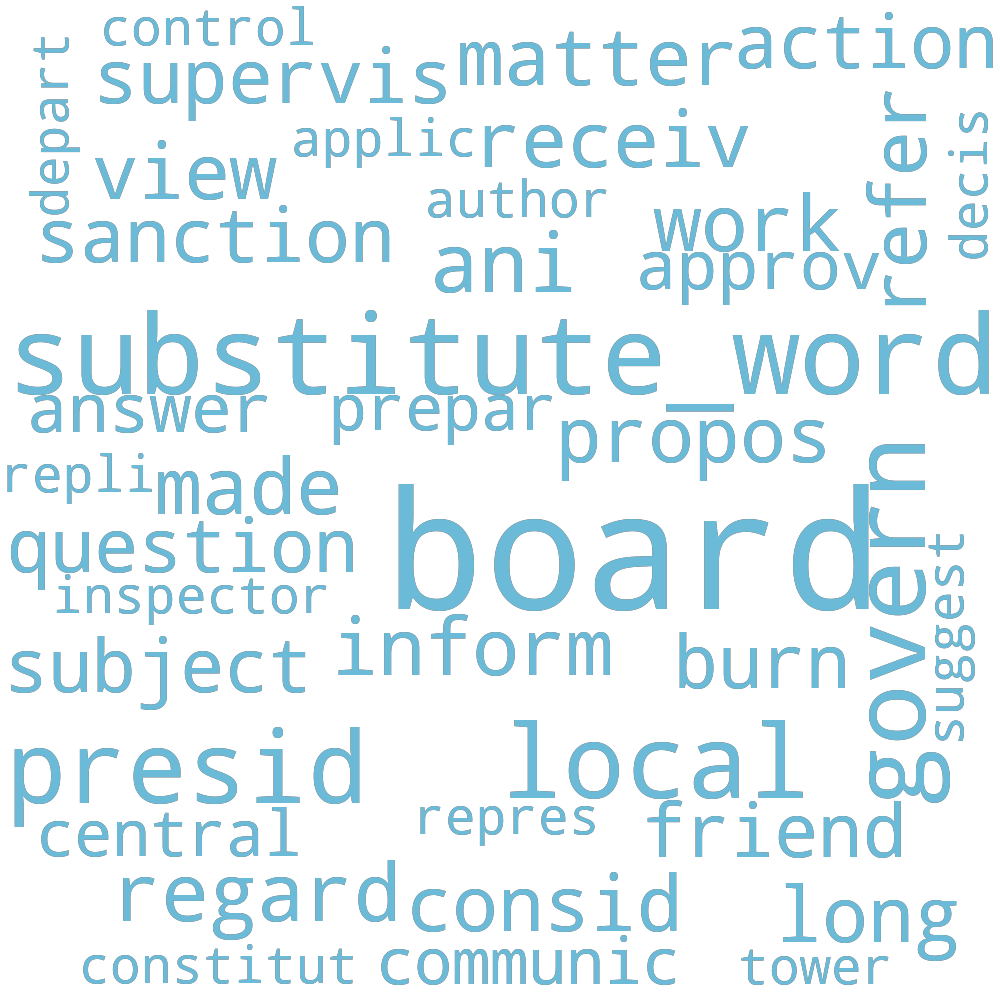 control
depart
supervis
matter
action
applic
receiv
view
refer
decis
author
sanction
work
ani
approv
substitute_word
answer
prepar
propos
repli
made
govern
question
board
inspector
suggest
subject
inform
burn
presid
local
central
repres
friend
regard
consid
long
constitut
communic
tower